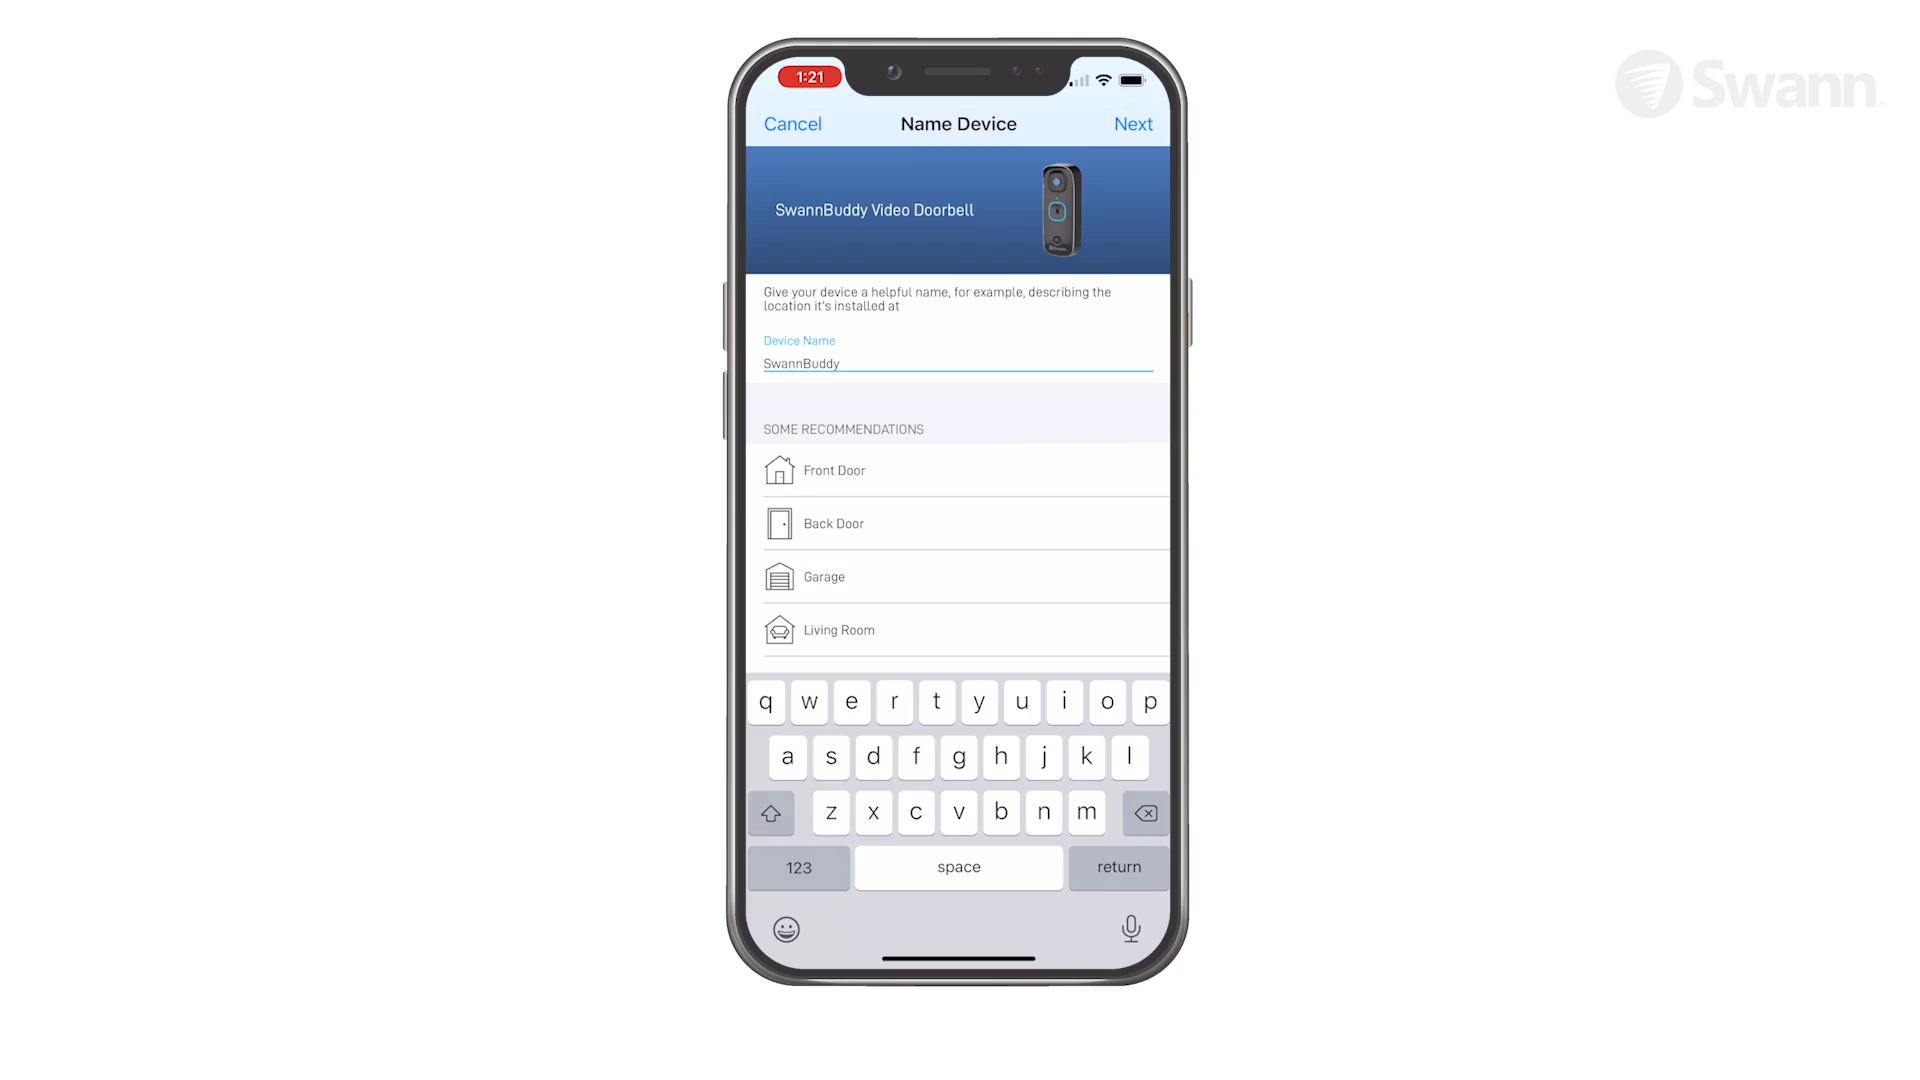 1:21
Swann
Cancel Name Device Next
SwannBuddy Video Doorbell
Give your device a helpful name, for example, describing the
location it's installed at
Device Name
SwannBuddy
SOME RECOMMENDATIONS
Front Door
Back Door
Garage
Living Room
q w e r t y u i o p
a s d f g h j k l
z x c v b n m
123 space return